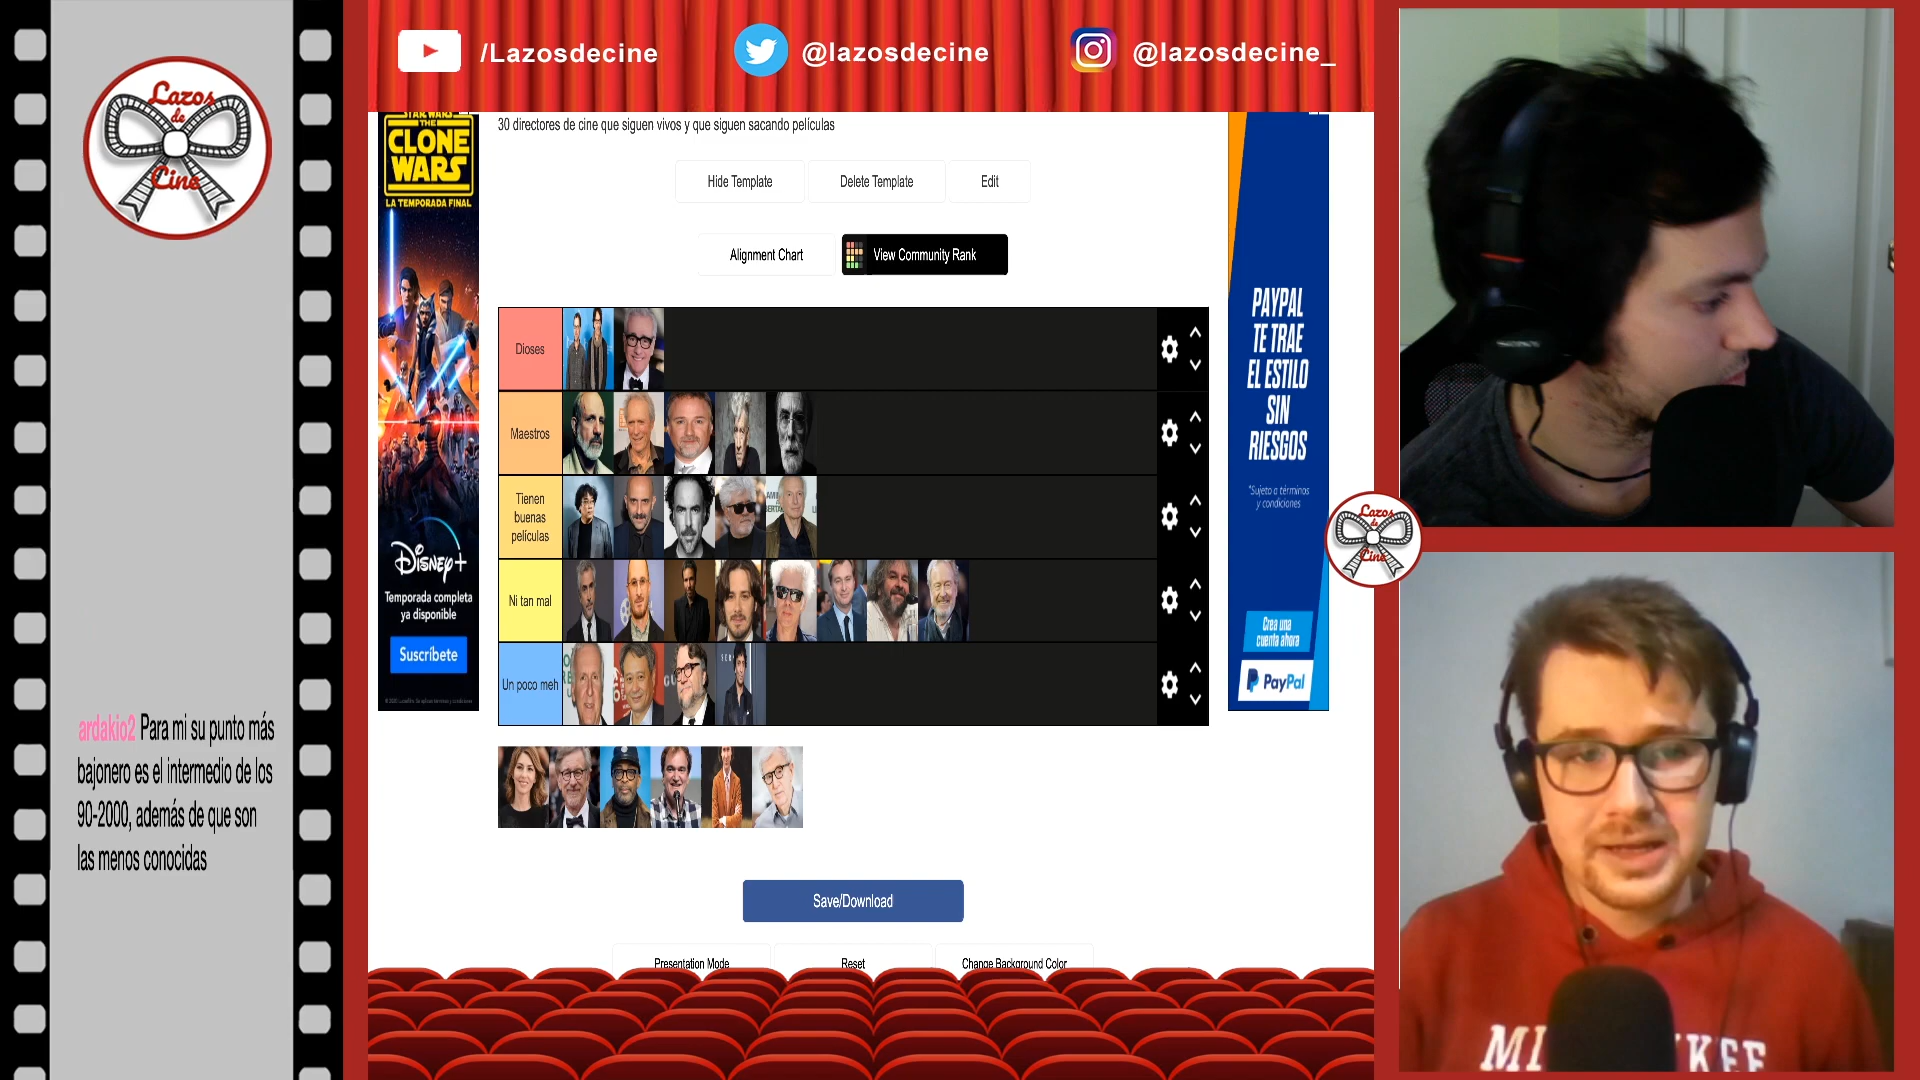 Lazos
de
Cine
/Lazosdecine
@lazosdecine
@lazosdecine_
STAR WARS
THE
CLONE
WARS
LA TEMPORADA FINAL
Disney+
Temporada completa
ya disponible
Suscríbete
30 directores de cine que siguen vivos y que siguen sacando películas
Hide Template
Delete Template
Edit
Alignment Chart
View Community Rank
Dioses
Maestros
Tienen
buenas
películas
Ni tan mal
Un poco meh
Save/Download
Presentation Mode
Reset
Change Background Color
PAYPAL
TE TRAE
EL ESTILO
SIN
RIESGOS
*Sujeto a términos
y condiciones
Crea una
cuenta ahora
PayPal
Lazos
de
Cine
ardakio2 Para mi su punto más
bajonero es el intermedio de los
90-2000, además de que son
las menos conocidas